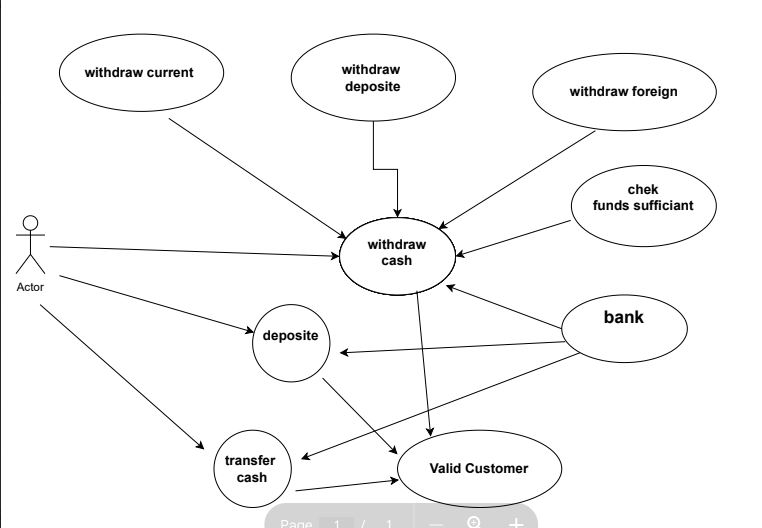 withdraw current
withdraw
deposite
withdraw foreign
chek
funds sufficiant
withdraw
cash
Actor
bank
deposite
transfer
cash
Valid Customer
Page 1 / 1